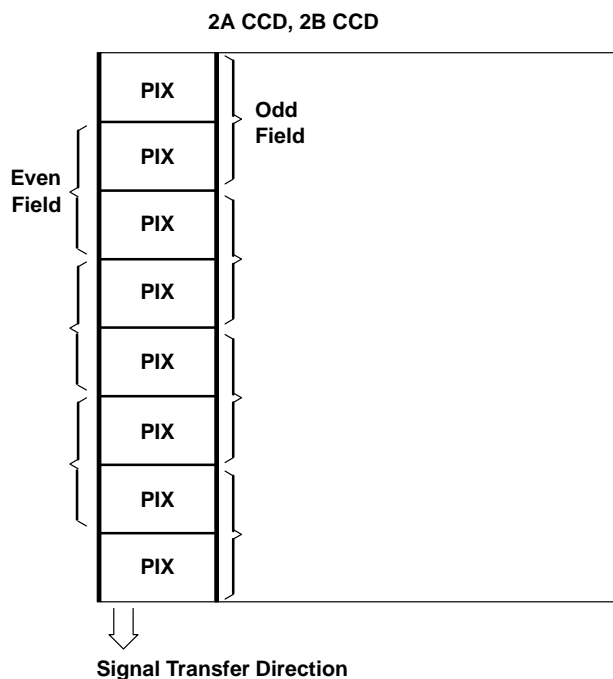 2A CCD, 2B CCD
PIX
Odd
Field
PIX
Even
Field
PIX
PIX
PIX
PIX
PIX
PIX
Signal Transfer Direction